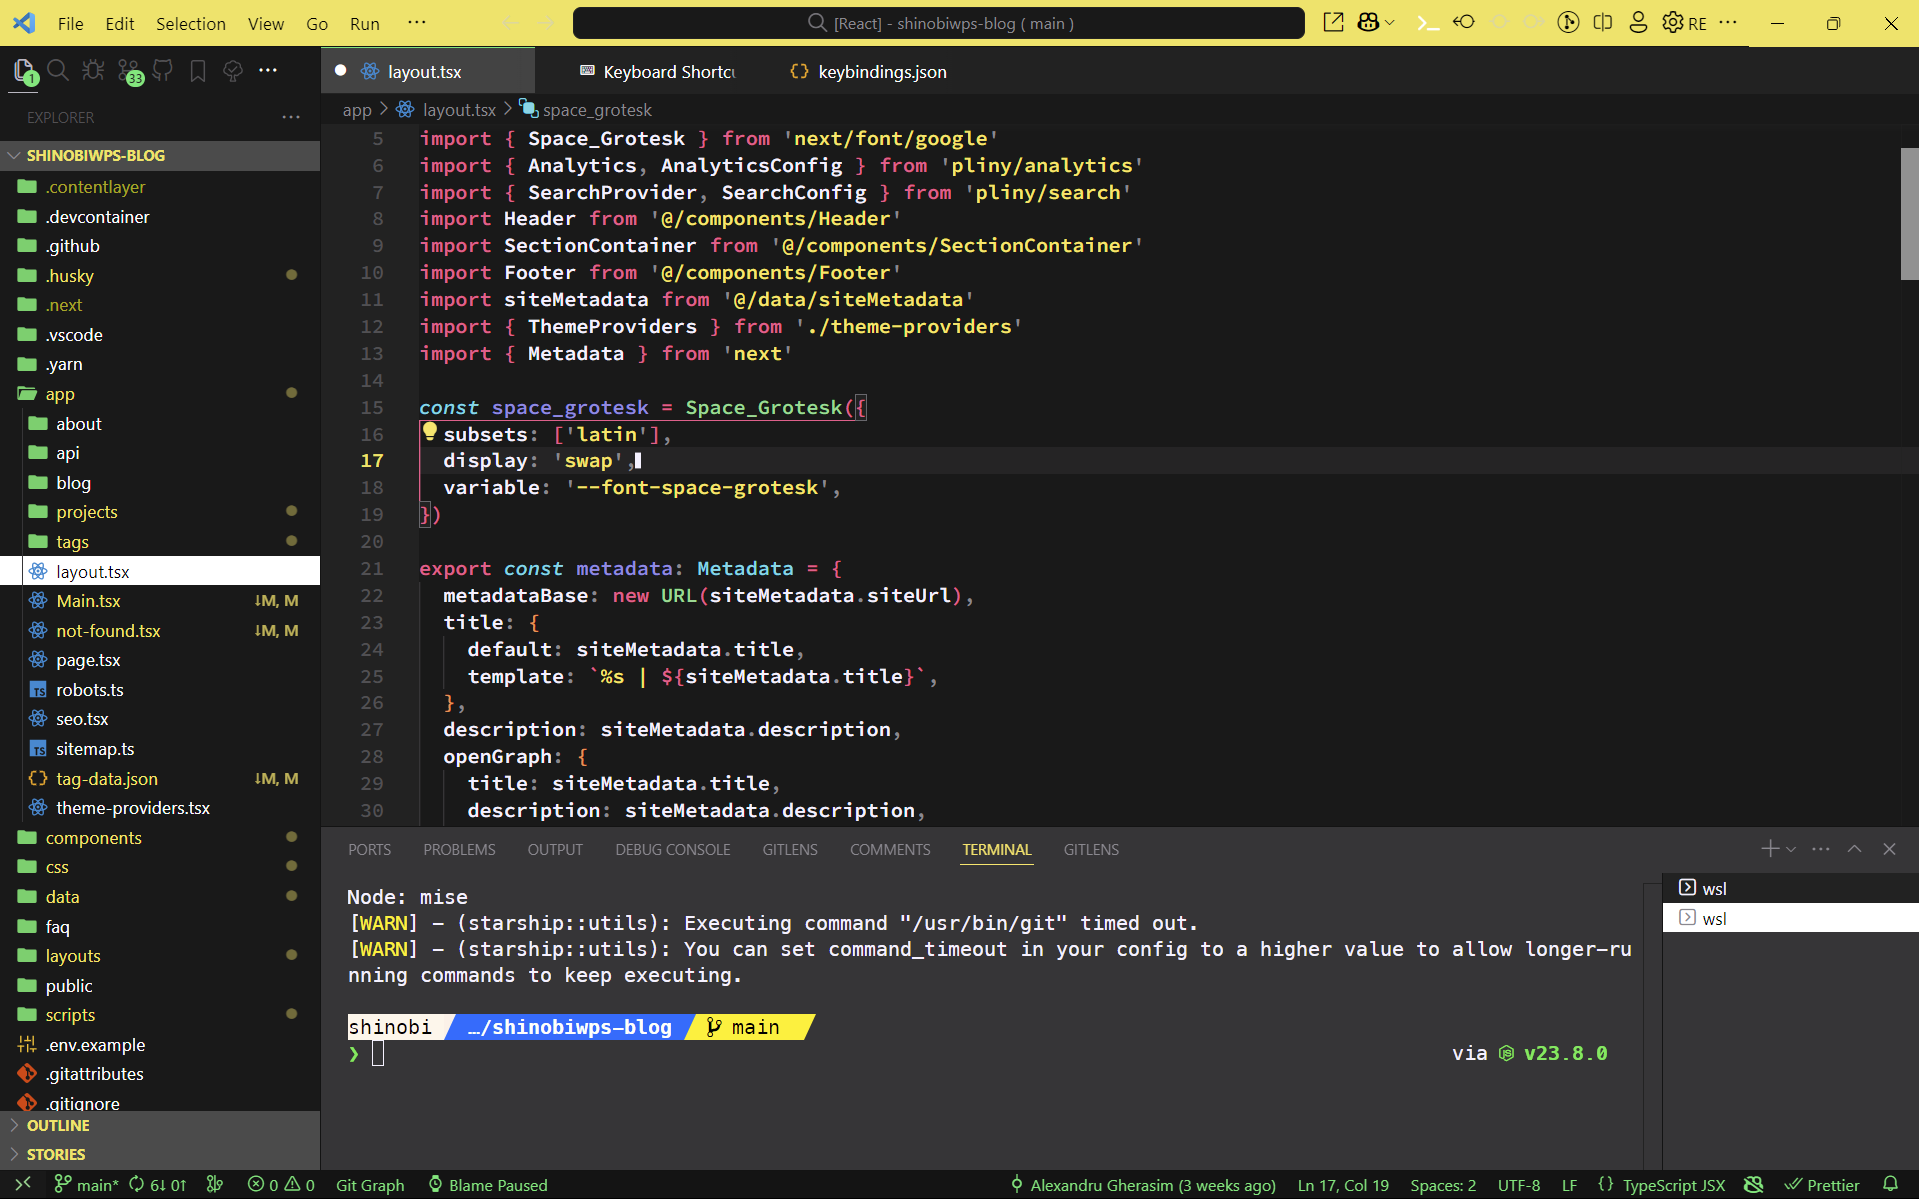 File Edit Selection View Go Run ···
[React] - shinobiwps-blog ( main )
RE
1
33
layout.tsx
Keyboard Shortcu
keybindings.json
EXPLORER
app > layout.tsx > space_grotesk
SHINOBIWPS-BLOG
.contentlayer
.devcontainer
.github
.husky
.next
.vscode
.yarn
app
about
api
blog
projects
tags
layout.tsx
Main.tsx ↓M, M
not-found.tsx ↓M, M
page.tsx
robots.ts
seo.tsx
sitemap.ts
tag-data.json ↓M, M
theme-providers.tsx
components
css
data
faq
layouts
public
scripts
.env.example
.gitattributes
.gitignore
OUTLINE
STORIES
5 import { Space_Grotesk } from 'next/font/google'
6 import { Analytics, AnalyticsConfig } from 'pliny/analytics'
7 import { SearchProvider, SearchConfig } from 'pliny/search'
8 import Header from '@/components/Header'
9 import SectionContainer from '@/components/SectionContainer'
10 import Footer from '@/components/Footer'
11 import siteMetadata from '@/data/siteMetadata'
12 import { ThemeProviders } from './theme-providers'
13 import { Metadata } from 'next'
14
15 const space_grotesk = Space_Grotesk({
16 subsets: ['latin'],
17 display: 'swap',
18 variable: '--font-space-grotesk',
19 })
20
21 export const metadata: Metadata = {
22 metadataBase: new URL(siteMetadata.siteUrl),
23 title: {
24 default: siteMetadata.title,
25 template: `%s | ${siteMetadata.title}`,
26 },
27 description: siteMetadata.description,
28 openGraph: {
29 title: siteMetadata.title,
30 description: siteMetadata.description,
PORTS PROBLEMS OUTPUT DEBUG CONSOLE GITLENS COMMENTS TERMINAL GITLENS
Node: mise
[WARN] - (starship::utils): Executing command "/usr/bin/git" timed out.
[WARN] - (starship::utils): You can set command_timeout in your config to a higher value to allow longer-ru
nning commands to keep executing.
shinobi …/shinobiwps-blog main
❯
via v23.8.0
wsl
wsl
main* 6↓ 0↑ 0 0 Git Graph Blame Paused
Alexandru Gherasim (3 weeks ago) Ln 17, Col 19 Spaces: 2 UTF-8 LF {} TypeScript JSX Prettier